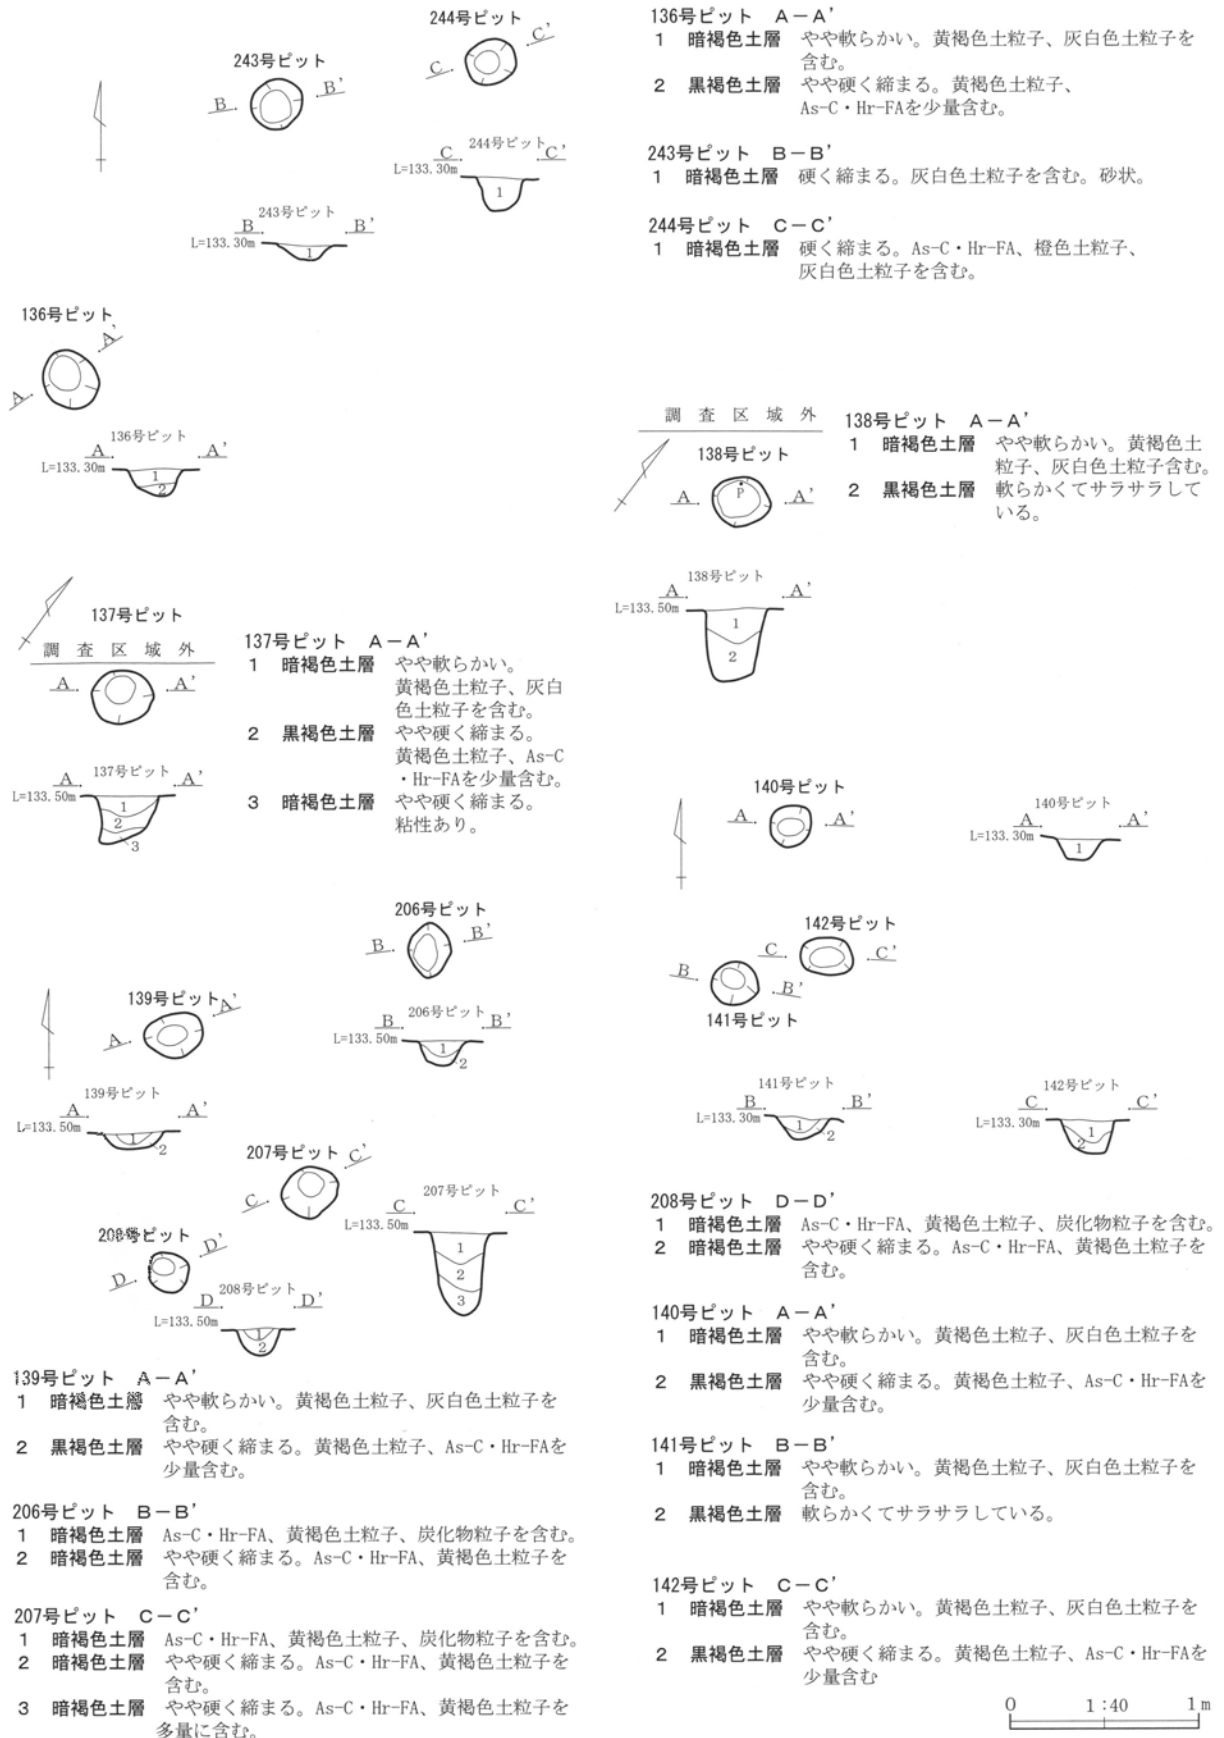 244号ピット
C C'
243号ピット
B B'
244号ピット
C C'
L=133.30m
1
243号ピット
B B'
L=133.30m
1
136号ピット
A A'
136号ピット
A A'
L=133.30m
1
2
136号ピット A－A'
1 暗褐色土層 やや軟らかい。黄褐色土粒子、灰白色土粒子を
含む。
2 黒褐色土層 やや硬く締まる。黄褐色土粒子、
As-C・Hr-FAを少量含む。
243号ピット B－B'
1 暗褐色土層 硬く締まる。灰白色土粒子を含む。砂状。
244号ピット C－C'
1 暗褐色土層 硬く締まる。As-C・Hr-FA、橙色土粒子、
灰白色土粒子を含む。
調査区域外
138号ピット
P
A A'
138号ピット
A A'
L=133.50m
1
2
138号ピット A－A'
1 暗褐色土層 やや軟らかい。黄褐色土
粒子、灰白色土粒子含む。
2 黒褐色土層 軟らかくてサラサラして
いる。
137号ピット
調査区域外
A A'
137号ピット
A A'
L=133.50m
1
2
3
137号ピット A－A'
1 暗褐色土層 やや軟らかい。
黄褐色土粒子、灰白
色土粒子を含む。
2 黒褐色土層 やや硬く締まる。
黄褐色土粒子、As-C
・Hr-FAを少量含む。
3 暗褐色土層 やや硬く締まる。
粘性あり。
140号ピット
A A'
140号ピット
A A'
L=133.30m
1
142号ピット
C C'
B B'
141号ピット
141号ピット
B B'
L=133.30m
1
2
142号ピット
C C'
L=133.30m
1
2
206号ピット
B B'
206号ピット
B B'
L=133.50m
1
2
139号ピット
A A'
139号ピット
A A'
L=133.50m
1
2
207号ピット
C C'
207号ピット
C C'
L=133.50m
1
2
3
208号ピット
D D'
208号ピット
D D'
L=133.50m
1
2
139号ピット A－A'
1 暗褐色土層 やや軟らかい。黄褐色土粒子、灰白色土粒子を
含む。
2 黒褐色土層 やや硬く締まる。黄褐色土粒子、As-C・Hr-FAを
少量含む。
206号ピット B－B'
1 暗褐色土層 As-C・Hr-FA、黄褐色土粒子、炭化物粒子を含む。
2 暗褐色土層 やや硬く締まる。As-C・Hr-FA、黄褐色土粒子を
含む。
207号ピット C－C'
1 暗褐色土層 As-C・Hr-FA、黄褐色土粒子、炭化物粒子を含む。
2 暗褐色土層 やや硬く締まる。As-C・Hr-FA、黄褐色土粒子を
含む。
3 暗褐色土層 やや硬く締まる。As-C・Hr-FA、黄褐色土粒子を
多量に含む。
208号ピット D－D'
1 暗褐色土層 As-C・Hr-FA、黄褐色土粒子、炭化物粒子を含む。
2 暗褐色土層 やや硬く締まる。As-C・Hr-FA、黄褐色土粒子を
含む。
140号ピット A－A'
1 暗褐色土層 やや軟らかい。黄褐色土粒子、灰白色土粒子を
含む。
2 黒褐色土層 やや硬く締まる。黄褐色土粒子、As-C・Hr-FAを
少量含む。
141号ピット B－B'
1 暗褐色土層 やや軟らかい。黄褐色土粒子、灰白色土粒子を
含む。
2 黒褐色土層 軟らかくてサラサラしている。
142号ピット C－C'
1 暗褐色土層 やや軟らかい。黄褐色土粒子、灰白色土粒子を
含む。
2 黒褐色土層 やや硬く締まる。黄褐色土粒子、As-C・Hr-FAを
少量含む
0 1:40 1m